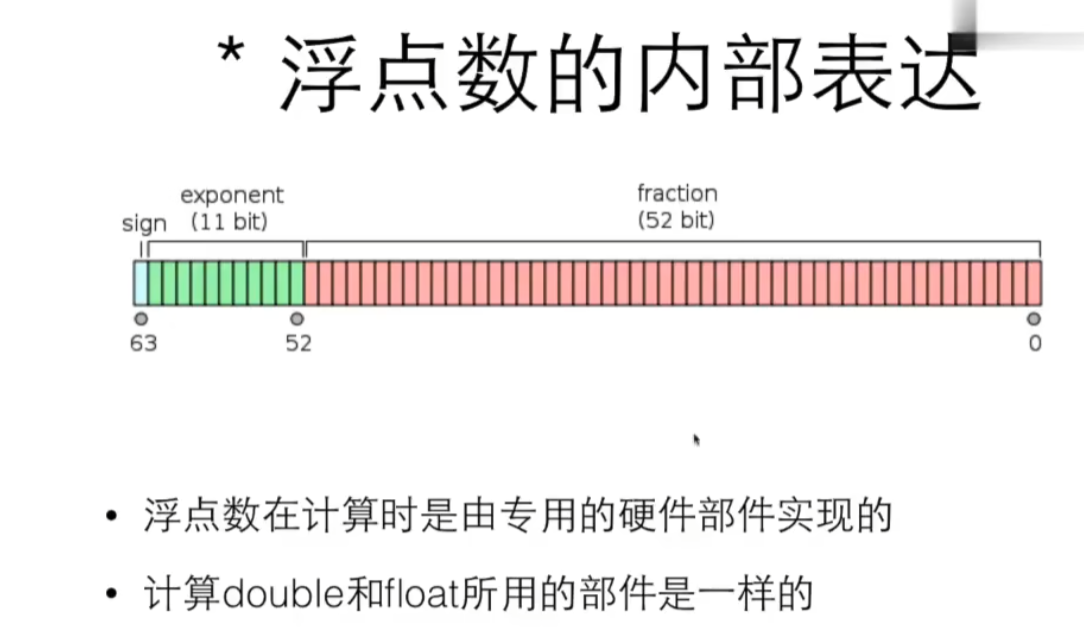 * 浮点数的内部表达
exponent
sign (11 bit)
fraction
(52 bit)
63 52 0
• 浮点数在计算时是由专用的硬件部件实现的
• 计算double和float所用的部件是一样的